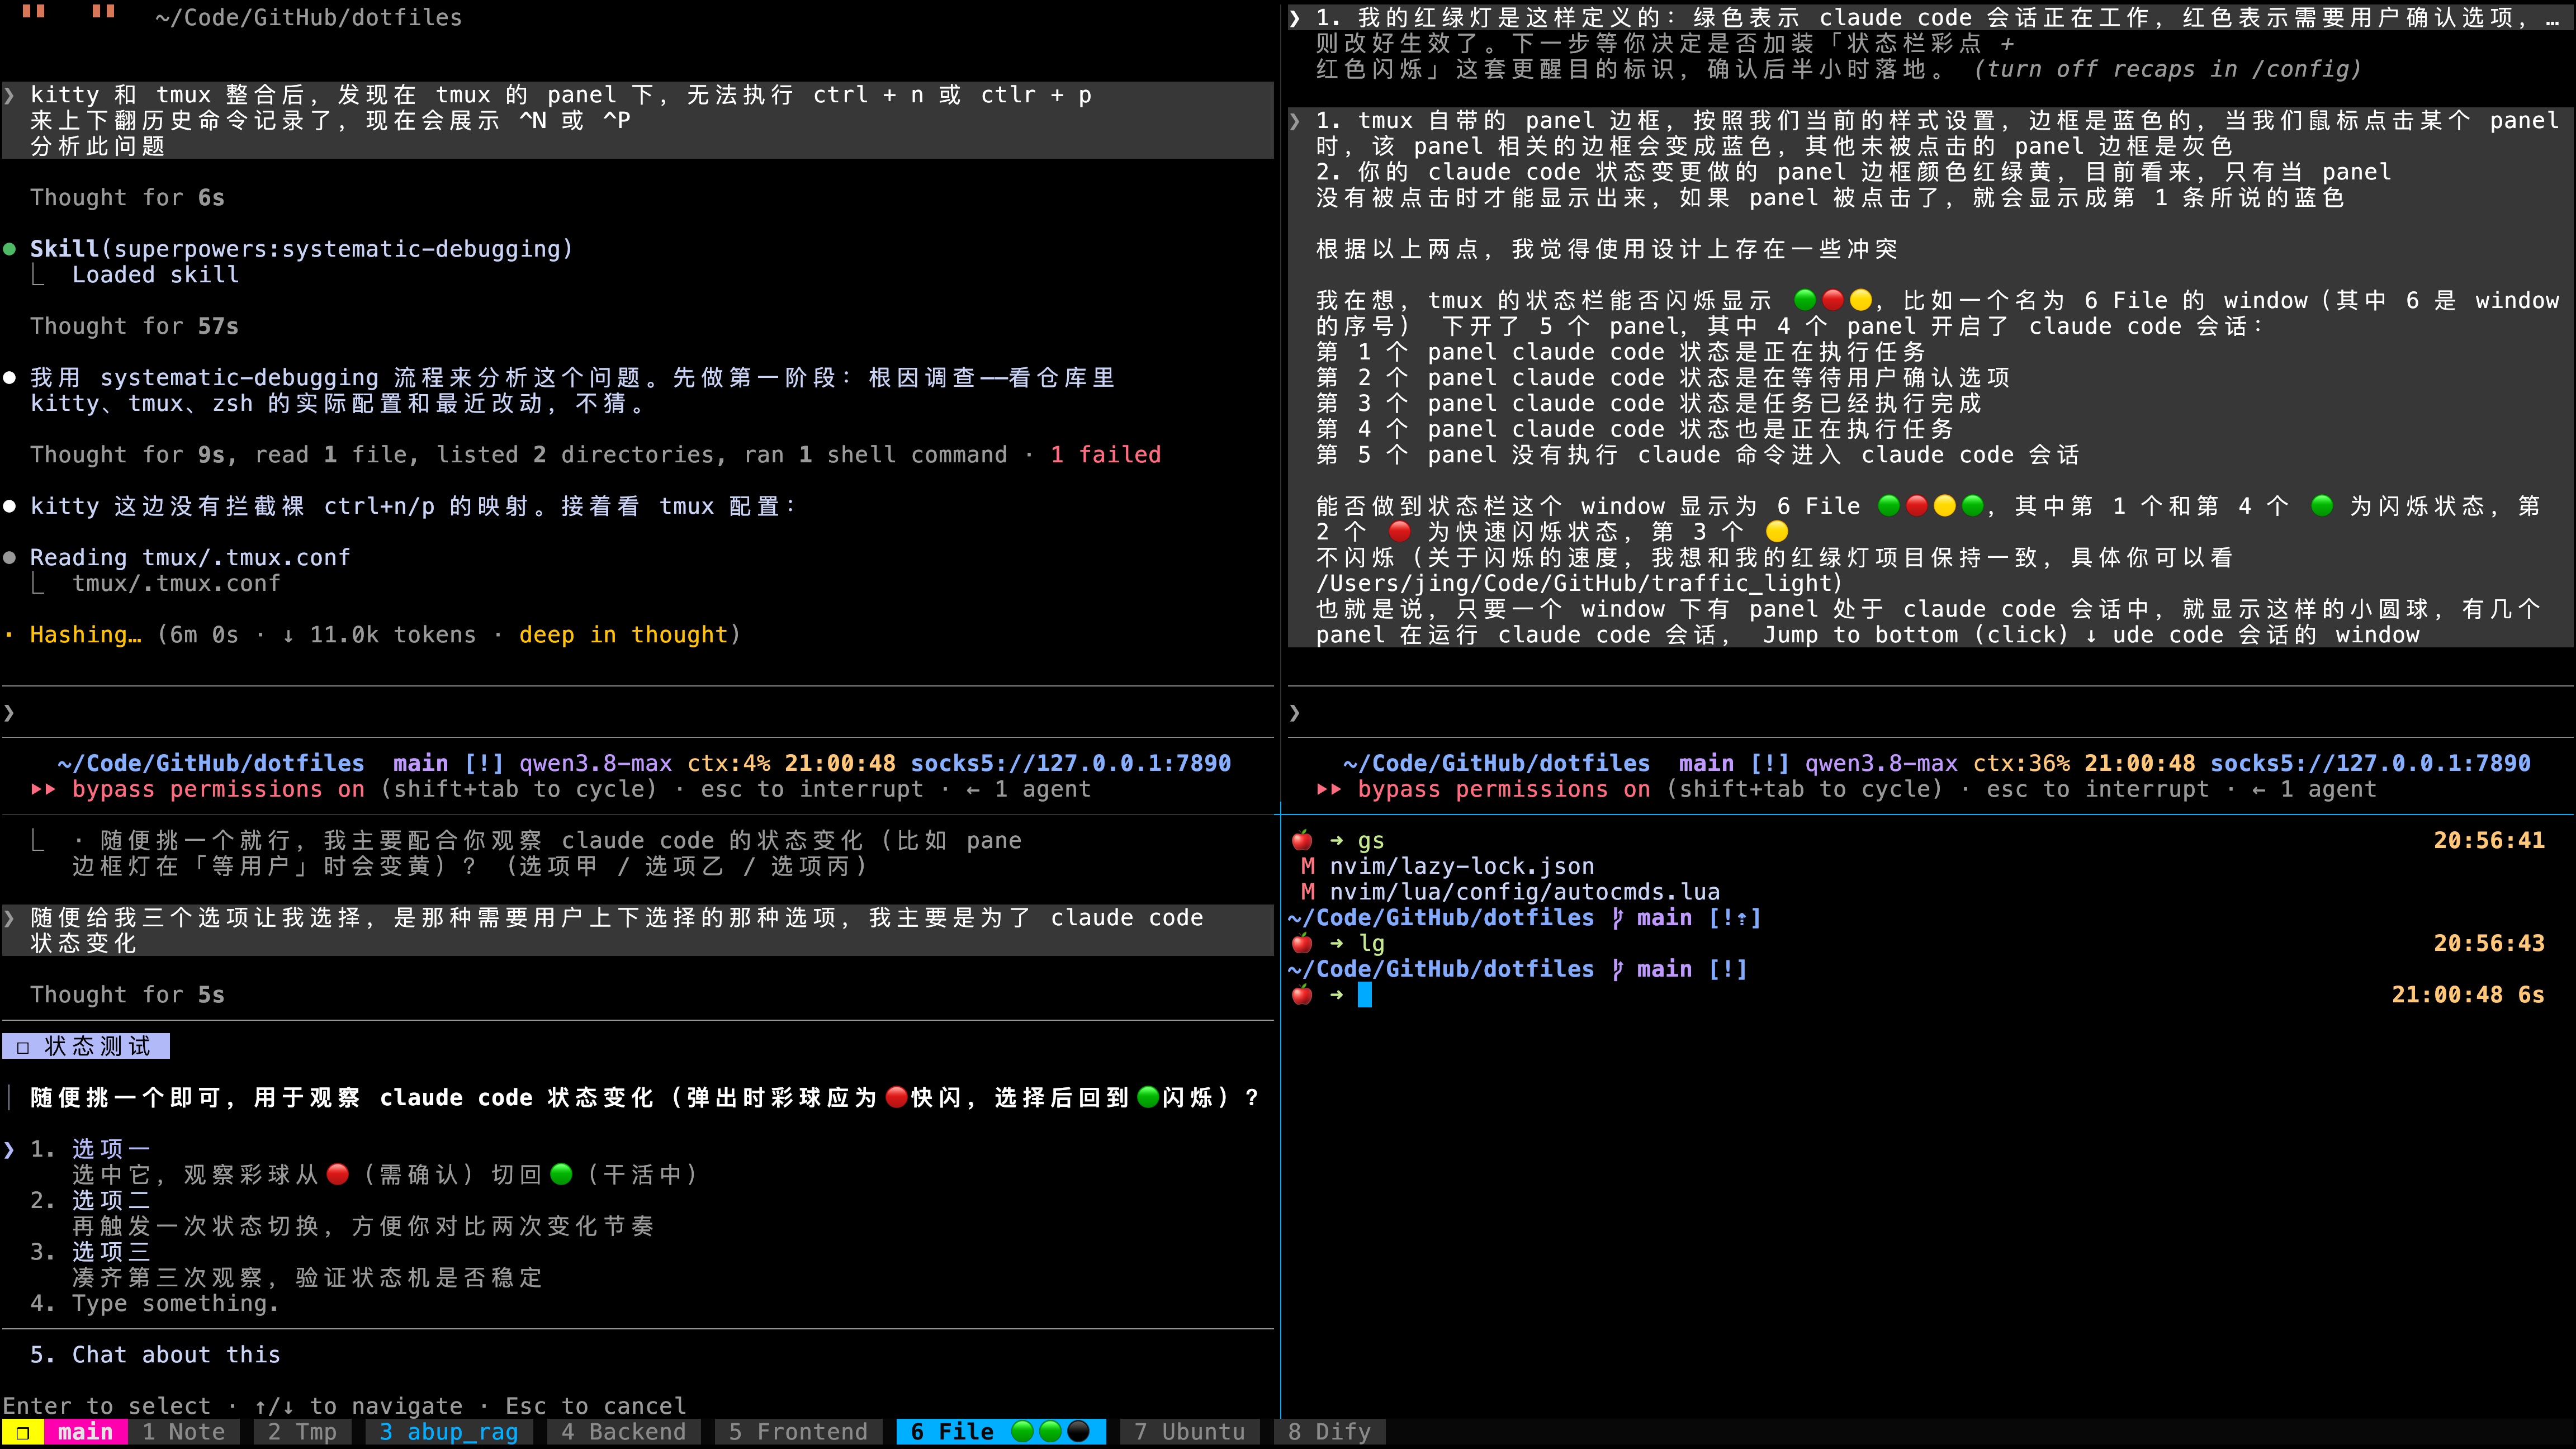 ~/Code/GitHub/dotfiles
❯ kitty 和 tmux 整合后，发现在 tmux 的 panel 下，无法执行 ctrl + n 或 ctlr + p
来上下翻历史命令记录了，现在会展示 ^N 或 ^P
分析此问题
Thought for 6s
● Skill(superpowers:systematic-debugging)
⎿ Loaded skill
Thought for 57s
● 我用 systematic-debugging 流程来分析这个问题。先做第一阶段：根因调查——看仓库里
kitty、tmux、zsh 的实际配置和最近改动，不猜。
Thought for 9s, read 1 file, listed 2 directories, ran 1 shell command · 1 failed
● kitty 这边没有拦截裸 ctrl+n/p 的映射。接着看 tmux 配置：
● Reading tmux/.tmux.conf
⎿ tmux/.tmux.conf
· Hashing… (6m 0s · ↓ 11.0k tokens · deep in thought)
❯
~/Code/GitHub/dotfiles main [!] qwen3.8-max ctx:4% 21:00:48 socks5://127.0.0.1:7890
⏵⏵ bypass permissions on (shift+tab to cycle) · esc to interrupt · ← 1 agent
❯ 1. 我的红绿灯是这样定义的：绿色表示 claude code 会话正在工作，红色表示需要用户确认选项，…
则改好生效了。下一步等你决定是否加装「状态栏彩点 +
红色闪烁」这套更醒目的标识，确认后半小时落地。 (turn off recaps in /config)
❯ 1. tmux 自带的 panel 边框，按照我们当前的样式设置，边框是蓝色的，当我们鼠标点击某个 panel
时，该 panel 相关的边框会变成蓝色，其他未被点击的 panel 边框是灰色
2. 你的 claude code 状态变更做的 panel 边框颜色红绿黄，目前看来，只有当 panel
没有被点击时才能显示出来，如果 panel 被点击了，就会显示成第 1 条所说的蓝色
根据以上两点，我觉得使用设计上存在一些冲突
我在想，tmux 的状态栏能否闪烁显示 🟢🔴🟡，比如一个名为 6 File 的 window（其中 6 是 window
的序号） 下开了 5 个 panel，其中 4 个 panel 开启了 claude code 会话：
第 1 个 panel claude code 状态是正在执行任务
第 2 个 panel claude code 状态是在等待用户确认选项
第 3 个 panel claude code 状态是任务已经执行完成
第 4 个 panel claude code 状态也是正在执行任务
第 5 个 panel 没有执行 claude 命令进入 claude code 会话
能否做到状态栏这个 window 显示为 6 File 🟢🔴🟡🟢，其中第 1 个和第 4 个 🟢 为闪烁状态，第
2 个 🔴 为快速闪烁状态，第 3 个 🟡
不闪烁（关于闪烁的速度，我想和我的红绿灯项目保持一致，具体你可以看
/Users/jing/Code/GitHub/traffic_light）
也就是说，只要一个 window 下有 panel 处于 claude code 会话中，就显示这样的小圆球，有几个
panel 在运行 claude code 会话， Jump to bottom (click) ↓ ude code 会话的 window
❯
~/Code/GitHub/dotfiles main [!] qwen3.8-max ctx:36% 21:00:48 socks5://127.0.0.1:7890
⏵⏵ bypass permissions on (shift+tab to cycle) · esc to interrupt · ← 1 agent
⎿ · 随便挑一个就行，我主要配合你观察 claude code 的状态变化（比如 pane
边框灯在「等用户」时会变黄）？ （选项甲 / 选项乙 / 选项丙）
❯ 随便给我三个选项让我选择，是那种需要用户上下选择的那种选项，我主要是为了 claude code
状态变化
Thought for 5s
☐ 状态测试
随便挑一个即可，用于观察 claude code 状态变化（弹出时彩球应为🔴快闪，选择后回到🟢闪烁）？
❯ 1. 选项一
选中它，观察彩球从🔴（需确认）切回🟢（干活中）
2. 选项二
再触发一次状态切换，方便你对比两次变化节奏
3. 选项三
凑齐第三次观察，验证状态机是否稳定
4. Type something.
5. Chat about this
Enter to select · ↑/↓ to navigate · Esc to cancel
🍎 → gs 20:56:41
M nvim/lazy-lock.json
M nvim/lua/config/autocmds.lua
~/Code/GitHub/dotfiles main [!⇡]
🍎 → lg 20:56:43
~/Code/GitHub/dotfiles main [!]
🍎 → 21:00:48 6s
❐ main 1 Note 2 Tmp 3 abup_rag 4 Backend 5 Frontend 6 File 🟢🟢⚫ 7 Ubuntu 8 Dify